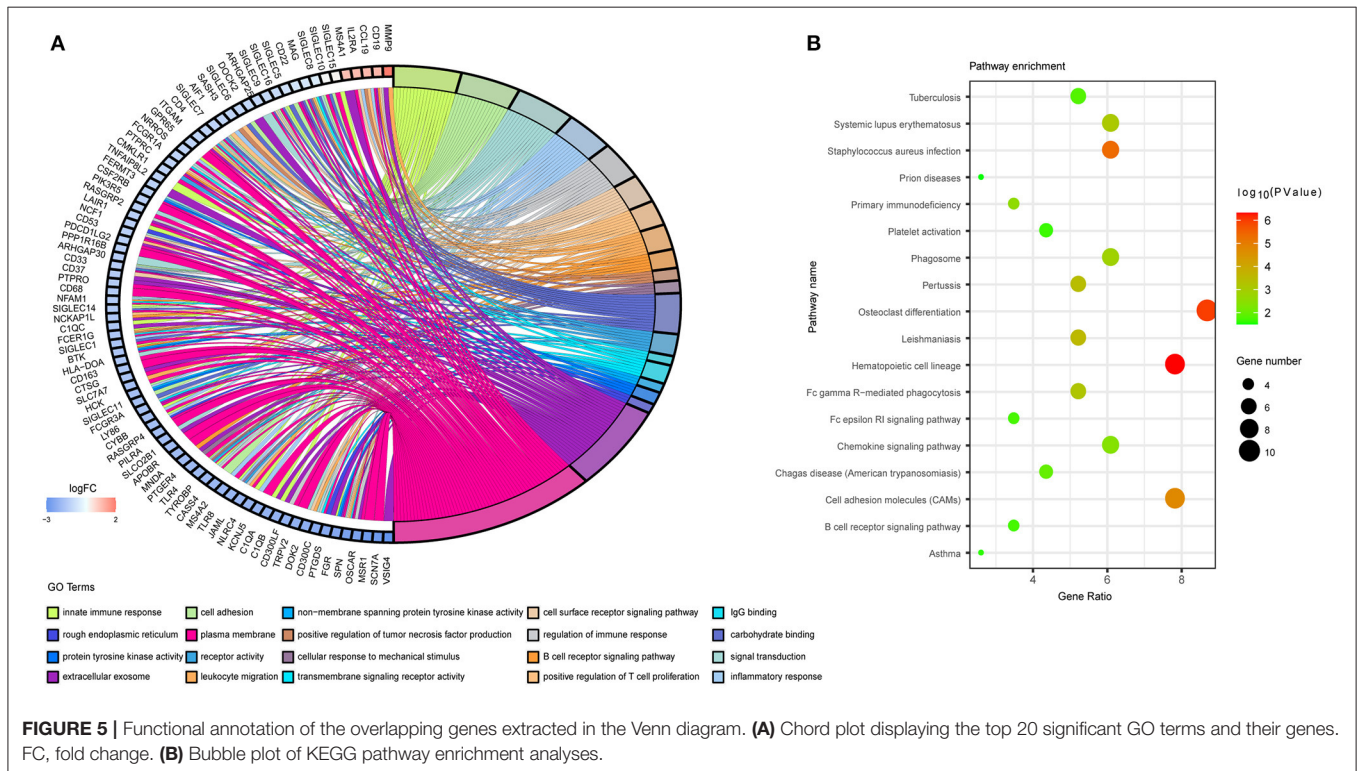 A
MMP9
CD19
CCL19
IL2RA
MS4A1
SIGLEC15
SIGLEC10
SIGLEC8
MAG
CD22
SIGLEC5
SIGLEC16
SIGLEC9
ARHGAP25
DOCK2
SIGLEC6
SASH3
AIF1
SIGLEC7
CD4
ITGAM
GPR65
NRROS
FCGR1A
PTPRC
CMKLR1
TNFAIP8L2
FERMT3
CSF2RB
PIK3R5
RASGRP2
LAIR1
NCF1
CD53
PDCD1LG2
PPP1R16B
ARHGAP30
CD33
CD37
PTPRO
CD68
NFAM1
SIGLEC14
NCKAP1L
C1QC
FCER1G
SIGLEC1
BTK
HLA-DOA
CD163
CTSG
SLC7A7
HCK
SIGLEC11
FCGR3A
LY86
CYBB
RASGRP4
PILRA
SLCO2B1
APOBR
MNDA
PTGER4
TLR4
TYROBP
CASS4
MS4A2
TLR8
JAML
NLRC4
KCNJ5
C1QA
C1QB
CD300LF
TRPV2
DOK2
CD300C
PTGDS
FGR
SPN
OSCAR
MSR1
SCN7A
VSIG4
logFC
-3 2
GO Terms
innate immune response cell adhesion non-membrane spanning protein tyrosine kinase activity cell surface receptor signaling pathway IgG binding
rough endoplasmic reticulum plasma membrane positive regulation of tumor necrosis factor production regulation of immune response carbohydrate binding
protein tyrosine kinase activity receptor activity cellular response to mechanical stimulus B cell receptor signaling pathway signal transduction
extracellular exosome leukocyte migration transmembrane signaling receptor activity positive regulation of T cell proliferation inflammatory response
B
Pathway enrichment
Pathway name
Tuberculosis
Systemic lupus erythematosus
Staphylococcus aureus infection
Prion diseases
Primary immunodeficiency
Platelet activation
Phagosome
Pertussis
Osteoclast differentiation
Leishmaniasis
Hematopoietic cell lineage
Fc gamma R-mediated phagocytosis
Fc epsilon RI signaling pathway
Chemokine signaling pathway
Chagas disease (American trypanosomiasis)
Cell adhesion molecules (CAMs)
B cell receptor signaling pathway
Asthma
4 6 8
Gene Ratio
log10(PValue)
6
5
4
3
2
Gene number
4
6
8
10
FIGURE 5 | Functional annotation of the overlapping genes extracted in the Venn diagram. (A) Chord plot displaying the top 20 significant GO terms and their genes.
FC, fold change. (B) Bubble plot of KEGG pathway enrichment analyses.